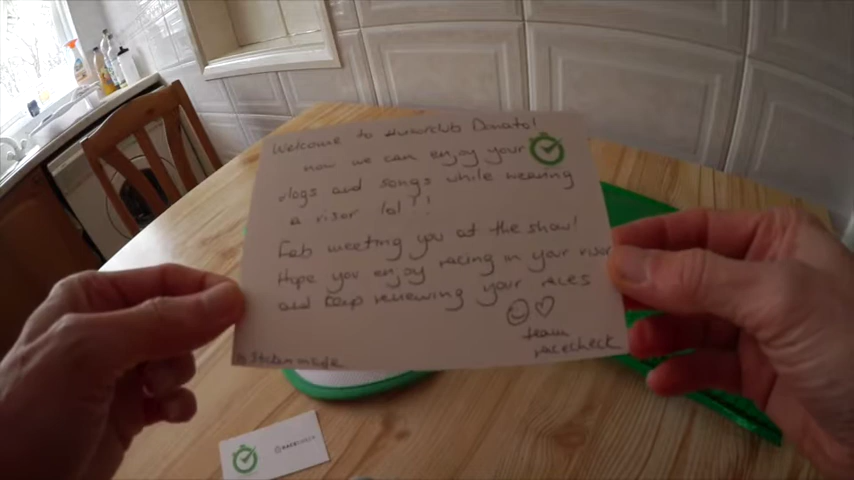 Welcome to visorclub Donato!
now we can enjoy your
vlogs and songs while wearing
a visor lol?!
Fab meeting you at the show!
Hope you enjoy racing in your visor
and keep reviewing your races
team
racecheck